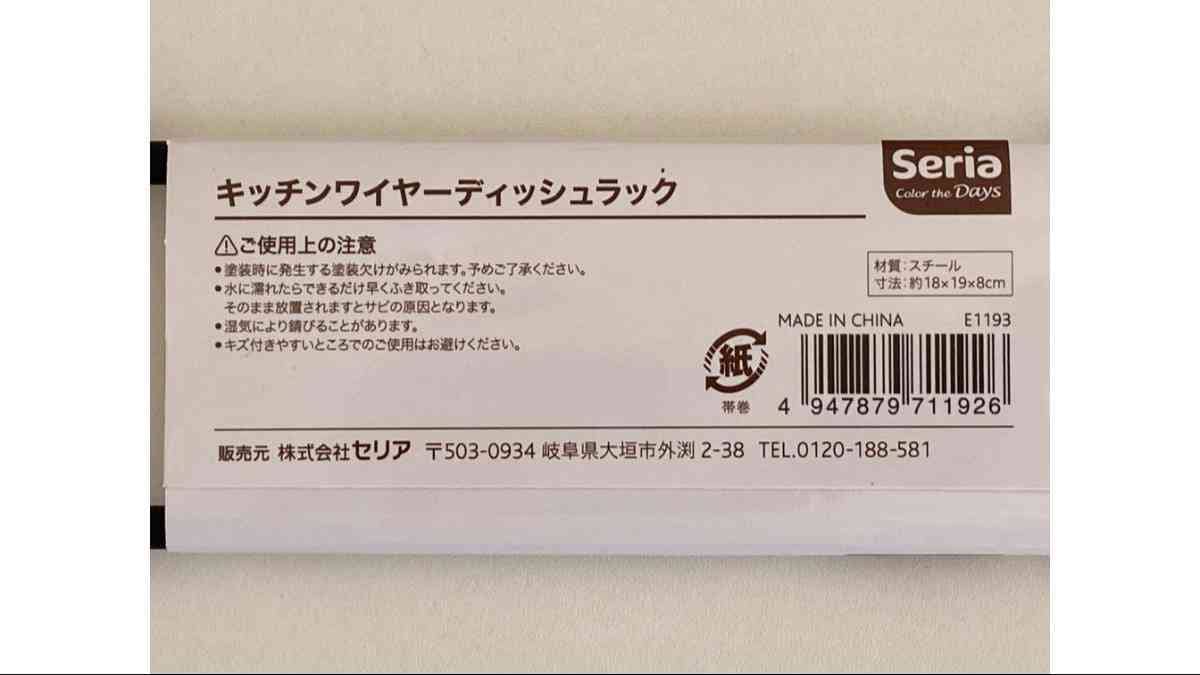 Seria
Color the Days
キッチンワイヤーディッシュラック
⚠ご使用上の注意
●塗装時に発生する塗装欠けがみられます。予めご了承ください。
●水に濡れたらできるだけ早くふき取ってください。
そのまま放置されますとサビの原因となります。
●湿気により錆びることがあります。
●キズ付きやすいところでのご使用はお避けください。
材質:スチール
寸法:約18×19×8cm
MADE IN CHINA E1193
紙
帯巻
4 947879 711926
販売元 株式会社セリア 〒503-0934 岐阜県大垣市外渕 2-38 TEL.0120-188-581